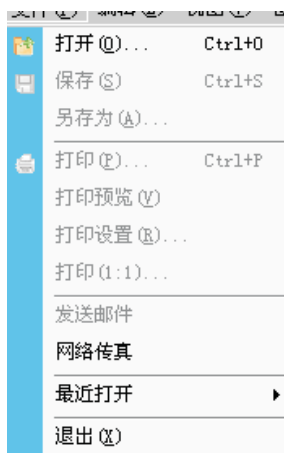 打开(O)... Ctrl+O
保存(S) Ctrl+S
另存为(A)...
打印(P)... Ctrl+P
打印预览(V)
打印设置(R)...
打印(1:1)...
发送邮件
网络传真
最近打开
退出(X)